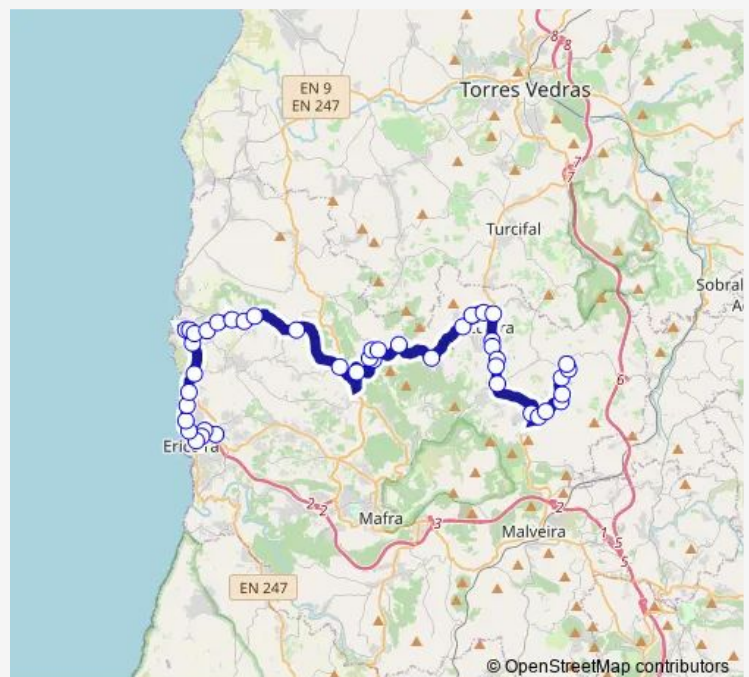 8
8
EN 9
EN 247
Torres Vedras
7
7
Turcifal
Sobral
A
6
Mafra
2
2
3
2
Malveira
1
5
5
EN 247
© OpenStreetMap contributors